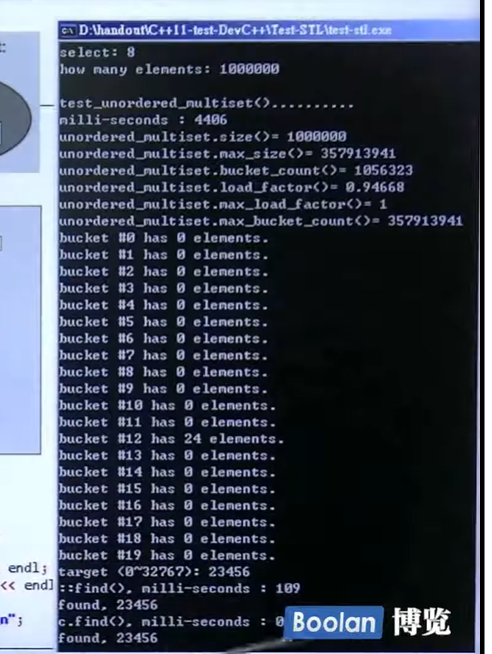 D:\handout\C++11-test-DevC++\Test-STL\test-stl.exe
select: 8
how many elements: 1000000
test_unordered_multiset()..........
milli-seconds : 4406
unordered_multiset.size()= 1000000
unordered_multiset.max_size()= 357913941
unordered_multiset.bucket_count()= 1056323
unordered_multiset.load_factor()= 0.94668
unordered_multiset.max_load_factor()= 1
unordered_multiset.max_bucket_count()= 357913941
bucket #0 has 0 elements.
bucket #1 has 0 elements.
bucket #2 has 0 elements.
bucket #3 has 0 elements.
bucket #4 has 0 elements.
bucket #5 has 0 elements.
bucket #6 has 0 elements.
bucket #7 has 0 elements.
bucket #8 has 0 elements.
bucket #9 has 0 elements.
bucket #10 has 0 elements.
bucket #11 has 0 elements.
bucket #12 has 24 elements.
bucket #13 has 0 elements.
bucket #14 has 0 elements.
bucket #15 has 0 elements.
bucket #16 has 0 elements.
bucket #17 has 0 elements.
bucket #18 has 0 elements.
bucket #19 has 0 elements.
endl;
target (0~32767): 23456
<< endl
::find(), milli-seconds : 109
found, 23456
n";
c.find(), milli-seconds : 0
found, 23456
Boolan 博览